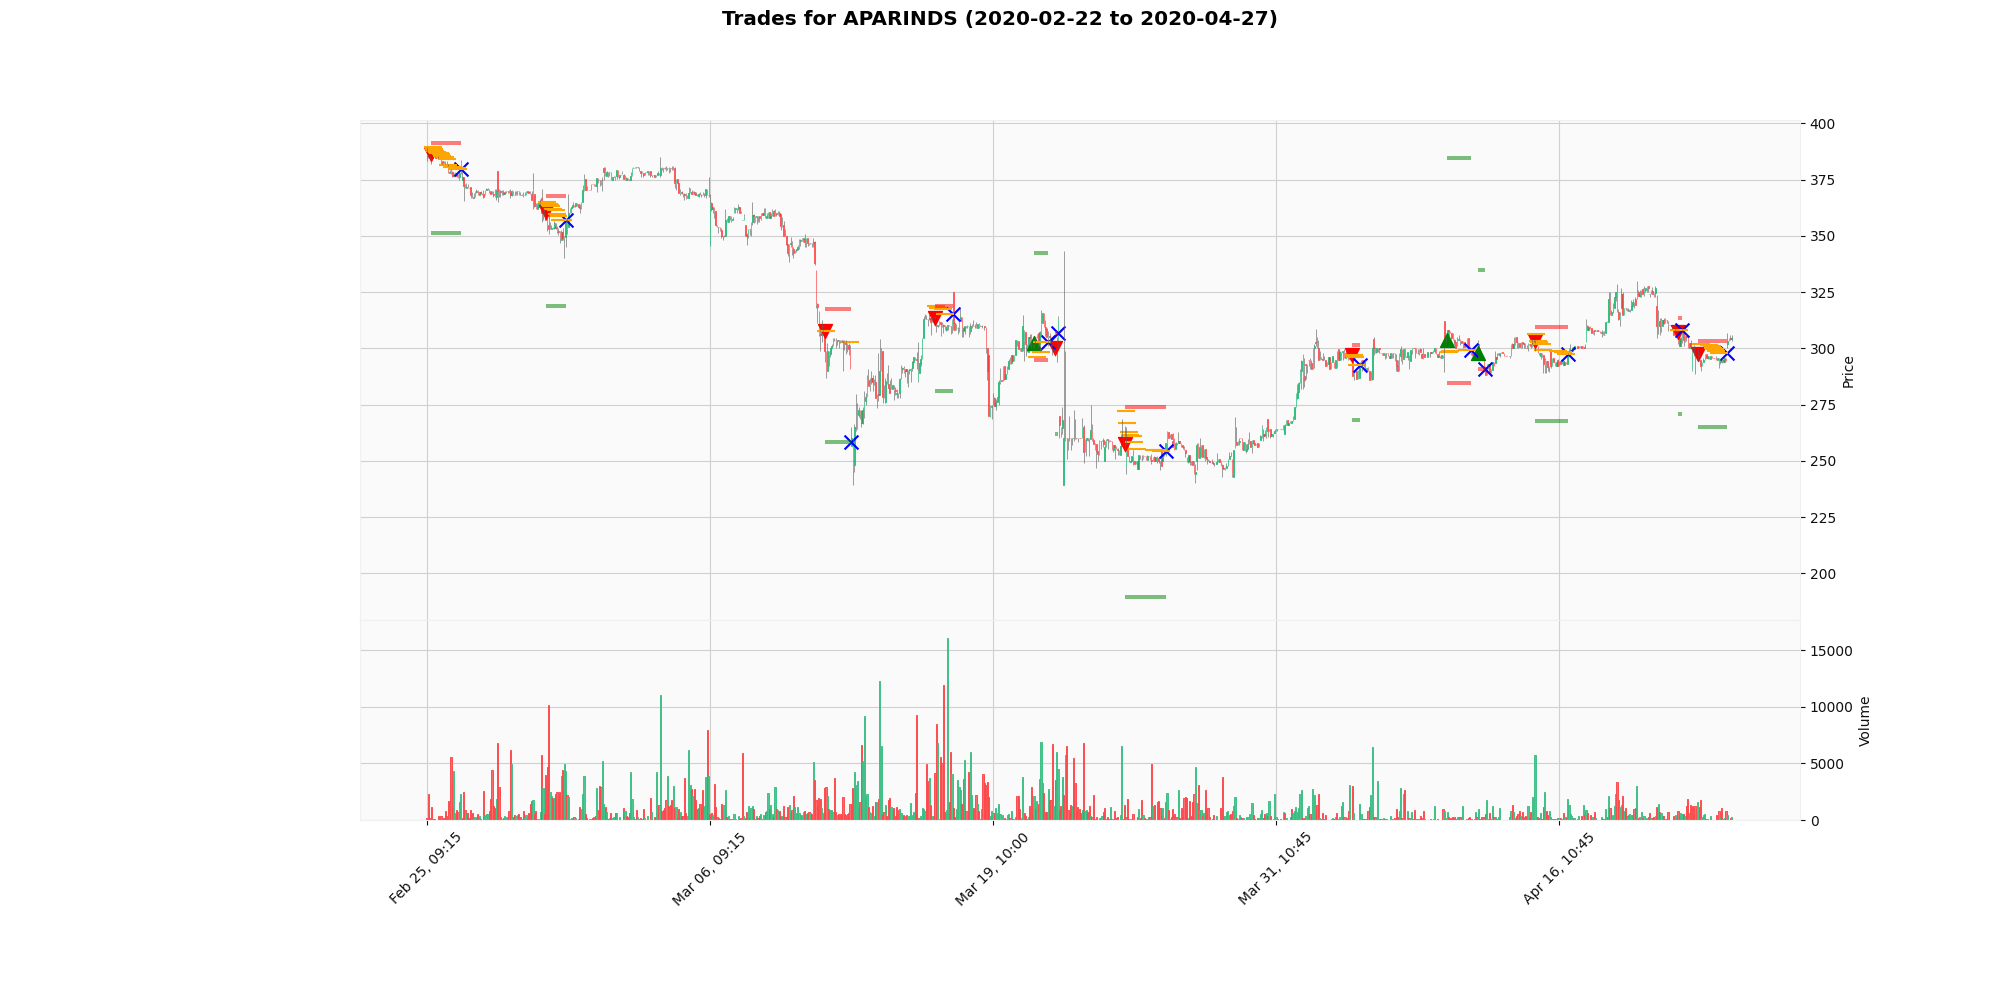 Trades for APARINDS (2020-02-22 to 2020-04-27)
400
375
350
325
300
275
250
225
200
Price
15000
10000
5000
0
Volume
Feb 25, 09:15
Mar 06, 09:15
Mar 19, 10:00
Mar 31, 10:45
Apr 16, 10:45